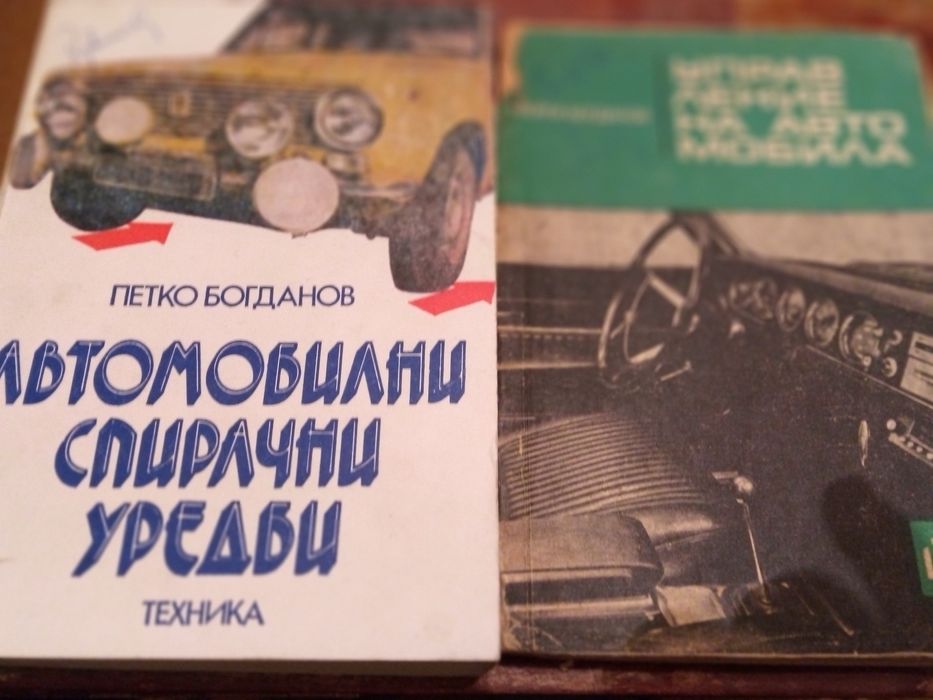 ПЕТКО БОГДАНОВ
АВТОМОБИЛНИ
СПИРАЧНИ
УРЕДБИ
ТЕХНИКА
УПРАВ
ЛЕНИЕ
НА АВТО
МОБИЛА